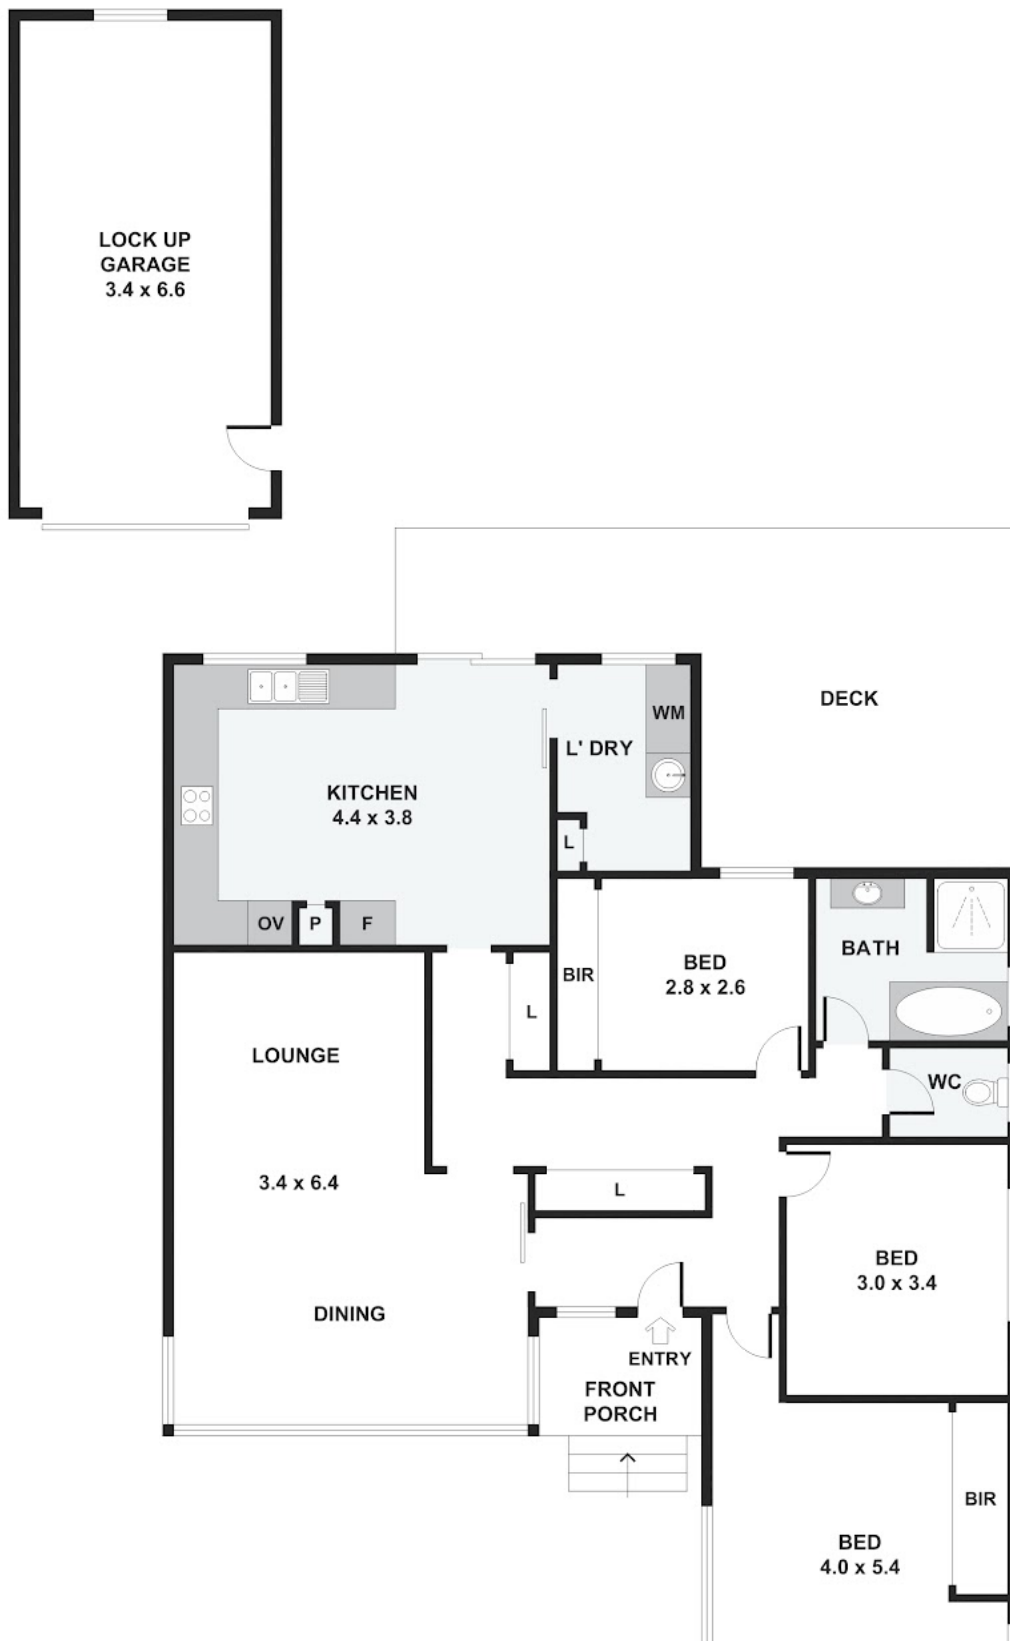 LOCK UP
GARAGE
3.4 x 6.6
DECK
WM
L' DRY
KITCHEN
4.4 x 3.8
L
OV
P
F
BATH
BED
2.8 x 2.6
BIR
L
LOUNGE
WC
3.4 x 6.4
L
BED
3.0 x 3.4
DINING
ENTRY
FRONT
PORCH
BIR
BED
4.0 x 5.4